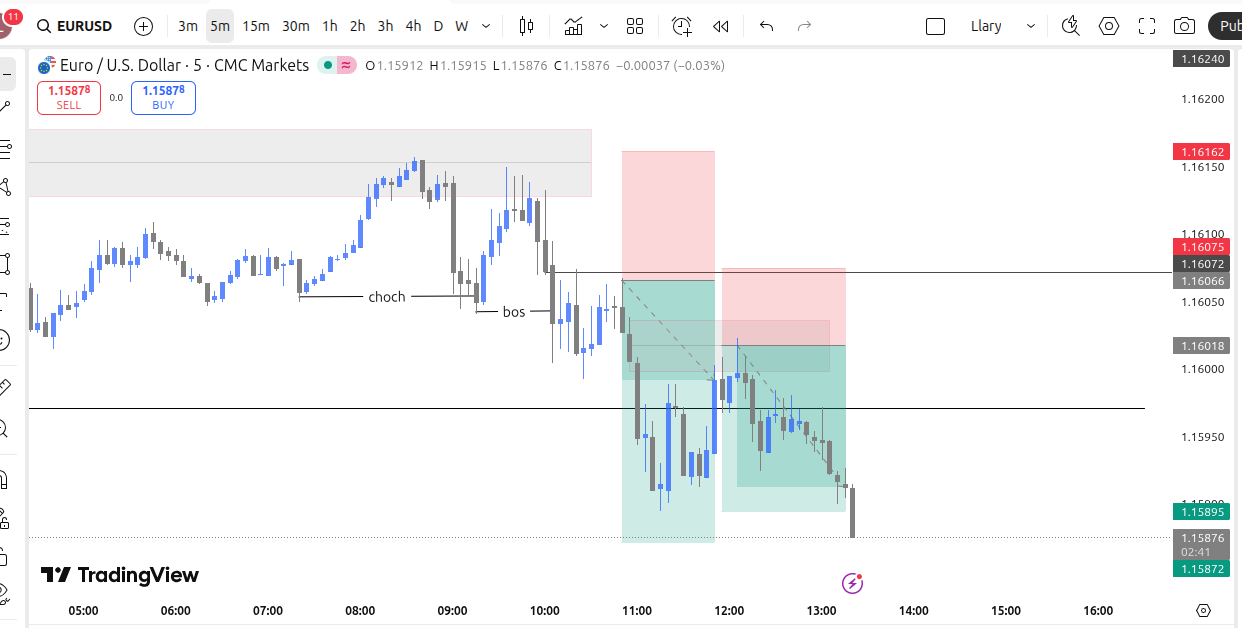 11
EURUSD 3m 5m 15m 30m 1h 2h 3h 4h D W Llary Pub
Euro / U.S. Dollar · 5 · CMC Markets O1.15912 H1.15915 L1.15876 C1.15876 −0.00037 (−0.03%)
1.15878 0.0 1.15878
SELL BUY
1.16240
1.16200
1.16162
1.16150
1.16100
1.16075
1.16072
1.16066
1.16050
1.16018
1.16000
1.15950
1.15900
1.15895
1.15876
02:41
1.15872
choch
bos
TradingView
05:00 06:00 07:00 08:00 09:00 10:00 11:00 12:00 13:00 14:00 15:00 16:00